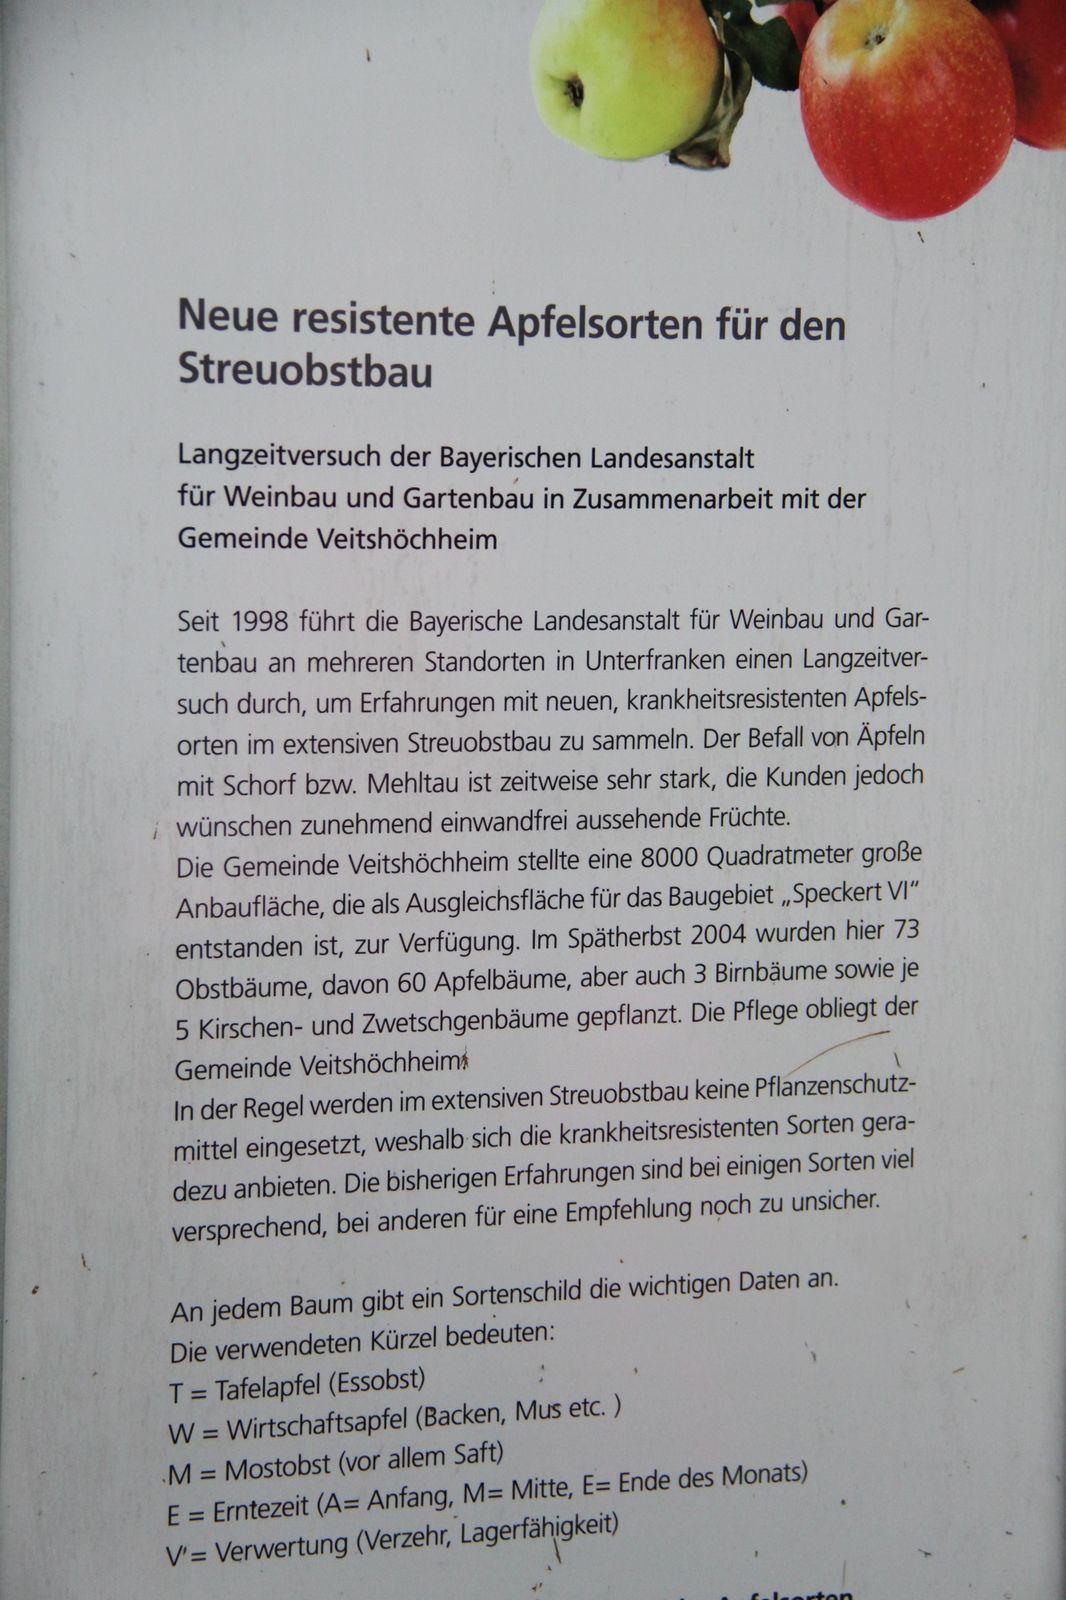 Neue resistente Apfelsorten für den
Streuobstbau
Langzeitversuch der Bayerischen Landesanstalt
für Weinbau und Gartenbau in Zusammenarbeit mit der
Gemeinde Veitshöchheim
Seit 1998 führt die Bayerische Landesanstalt für Weinbau und Gar-
tenbau an mehreren Standorten in Unterfranken einen Langzeitver-
such durch, um Erfahrungen mit neuen, krankheitsresistenten Apfels-
orten im extensiven Streuobstbau zu sammeln. Der Befall von Äpfeln
mit Schorf bzw. Mehltau ist zeitweise sehr stark, die Kunden jedoch
wünschen zunehmend einwandfrei aussehende Früchte.
Die Gemeinde Veitshöchheim stellte eine 8000 Quadratmeter große
Anbaufläche, die als Ausgleichsfläche für das Baugebiet „Speckert VI“
entstanden ist, zur Verfügung. Im Spätherbst 2004 wurden hier 73
Obstbäume, davon 60 Apfelbäume, aber auch 3 Birnbäume sowie je
5 Kirschen- und Zwetschgenbäume gepflanzt. Die Pflege obliegt der
Gemeinde Veitshöchheim.
In der Regel werden im extensiven Streuobstbau keine Pflanzenschutz-
mittel eingesetzt, weshalb sich die krankheitsresistenten Sorten gera-
dezu anbieten. Die bisherigen Erfahrungen sind bei einigen Sorten viel
versprechend, bei anderen für eine Empfehlung noch zu unsicher.
An jedem Baum gibt ein Sortenschild die wichtigen Daten an.
Die verwendeten Kürzel bedeuten:
T = Tafelapfel (Essobst)
W = Wirtschaftsapfel (Backen, Mus etc. )
M = Mostobst (vor allem Saft)
E = Erntezeit (A= Anfang, M= Mitte, E= Ende des Monats)
V = Verwertung (Verzehr, Lagerfähigkeit)
Apfelsorten